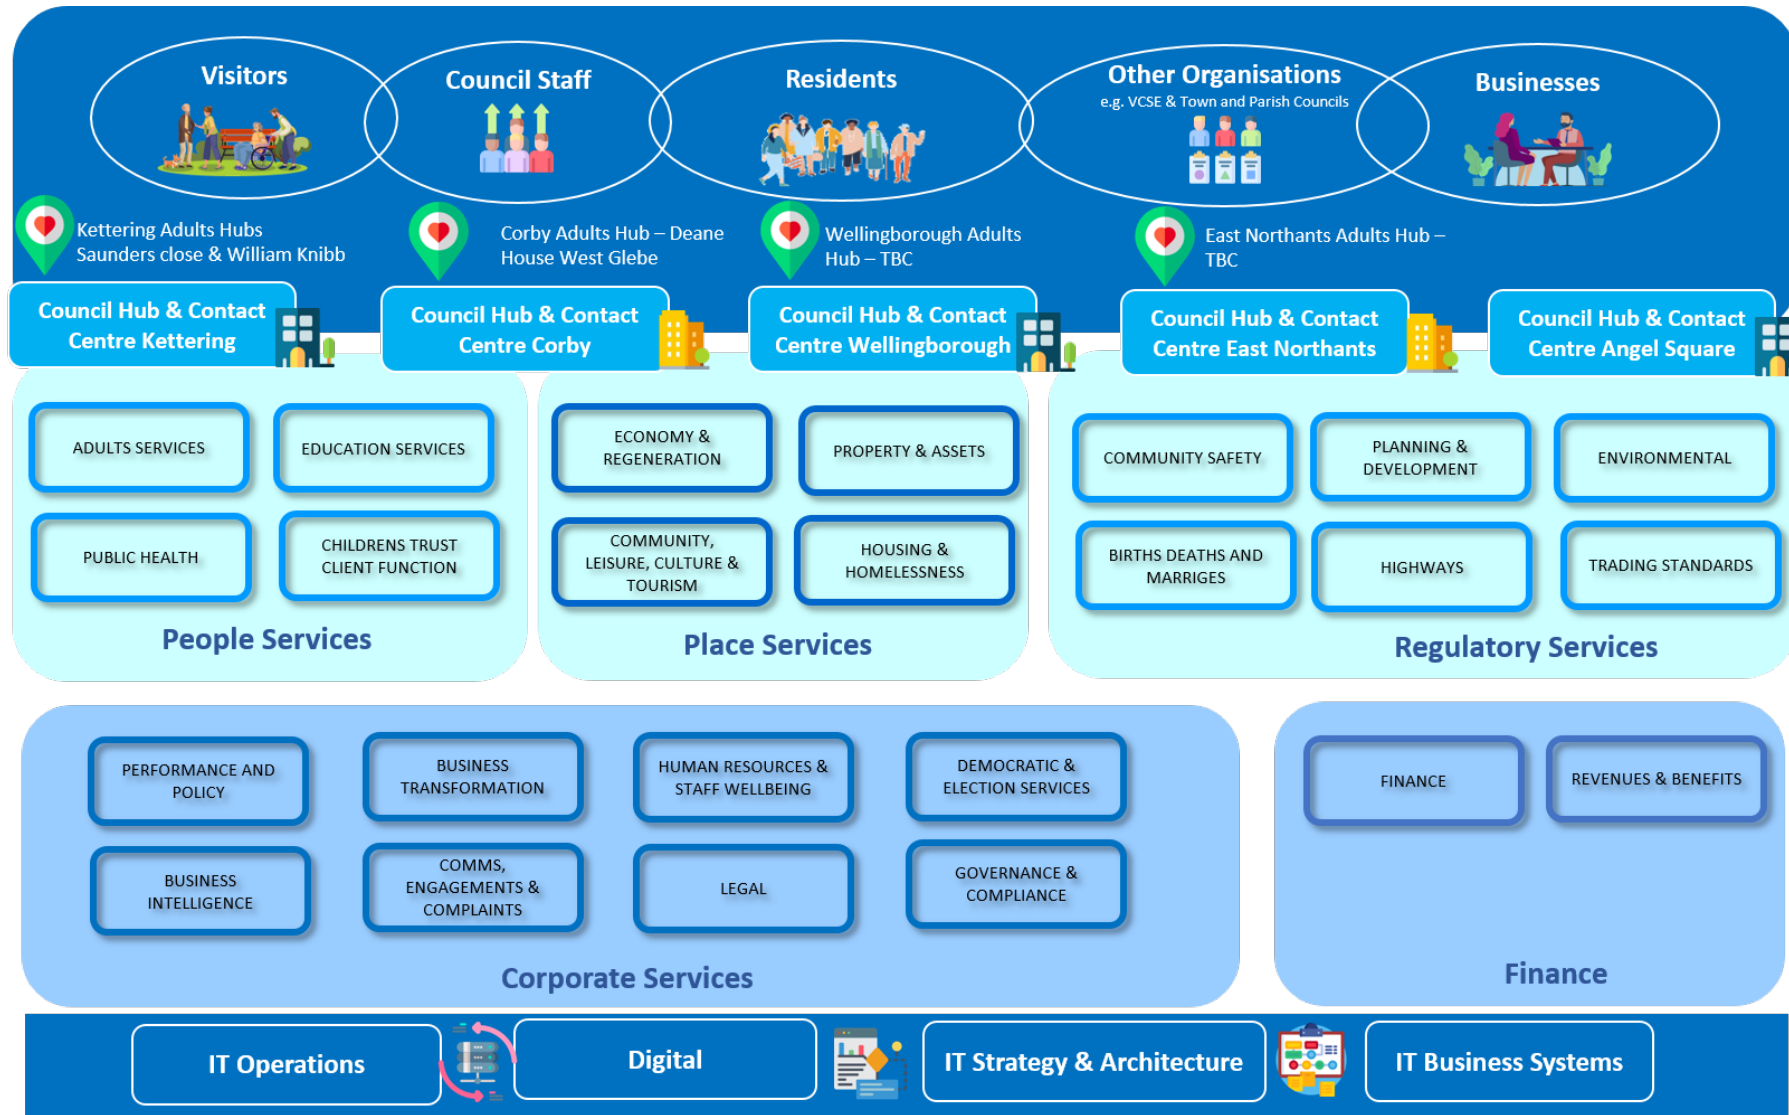 Visitors
Council Staff
Residents
Other Organisations
e.g. VCSE & Town and Parish Councils
Businesses
Kettering Adults Hubs
Saunders close & William Knibb
Corby Adults Hub – Deane
House West Glebe
Wellingborough Adults
Hub – TBC
East Northants Adults Hub –
TBC
Council Hub & Contact
Centre Kettering
Council Hub & Contact
Centre Corby
Council Hub & Contact
Centre Wellingborough
Council Hub & Contact
Centre East Northants
Council Hub & Contact
Centre Angel Square
ADULTS SERVICES
EDUCATION SERVICES
PUBLIC HEALTH
CHILDRENS TRUST
CLIENT FUNCTION
People Services
ECONOMY &
REGENERATION
PROPERTY & ASSETS
COMMUNITY,
LEISURE, CULTURE &
TOURISM
HOUSING &
HOMELESSNESS
Place Services
COMMUNITY SAFETY
PLANNING &
DEVELOPMENT
ENVIRONMENTAL
BIRTHS DEATHS AND
MARRIGES
HIGHWAYS
TRADING STANDARDS
Regulatory Services
PERFORMANCE AND
POLICY
BUSINESS
TRANSFORMATION
HUMAN RESOURCES &
STAFF WELLBEING
DEMOCRATIC &
ELECTION SERVICES
BUSINESS
INTELLIGENCE
COMMS,
ENGAGEMENTS &
COMPLAINTS
LEGAL
GOVERNANCE &
COMPLIANCE
Corporate Services
FINANCE
REVENUES & BENEFITS
Finance
IT Operations
Digital
IT Strategy & Architecture
IT Business Systems